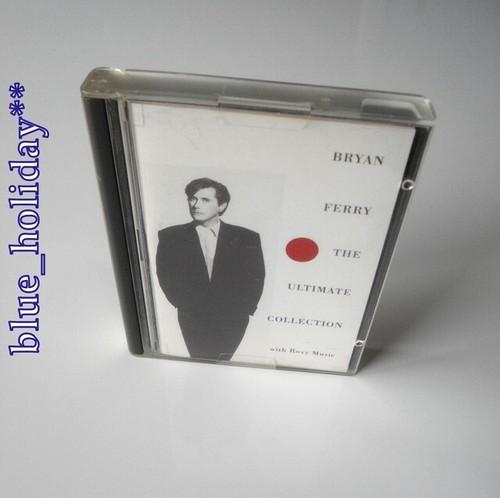 blue_holiday**
BRYAN
FERRY
THE
ULTIMATE
COLLECTION
with Roxy Music